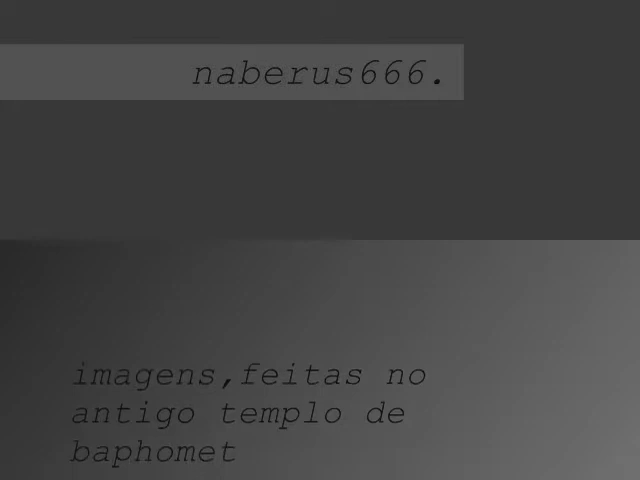 naberus666.
imagens,feitas no
antigo templo de
baphomet